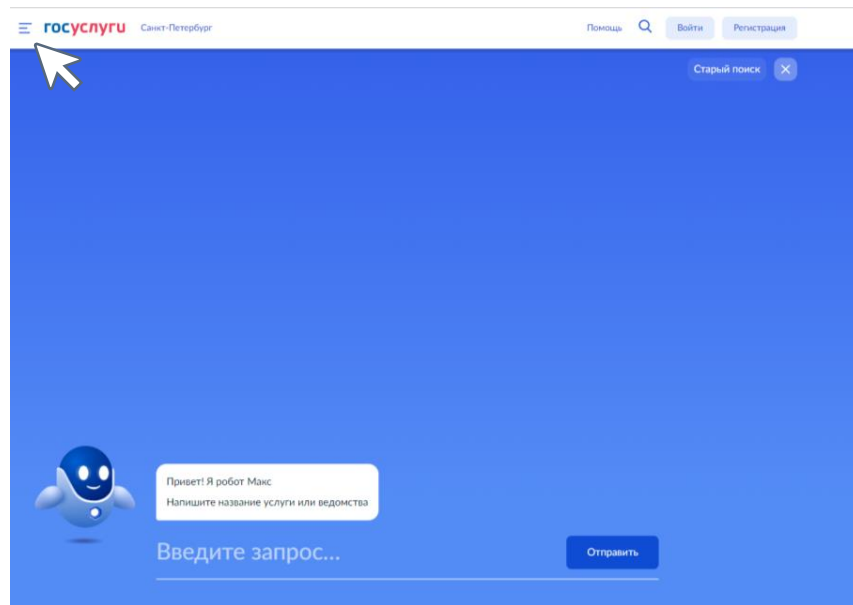 госуслуги Санкт-Петербург Помощь Войти Регистрация
Старый поиск
Привет! Я робот Макс
Напишите название услуги или ведомства
Введите запрос...
Отправить